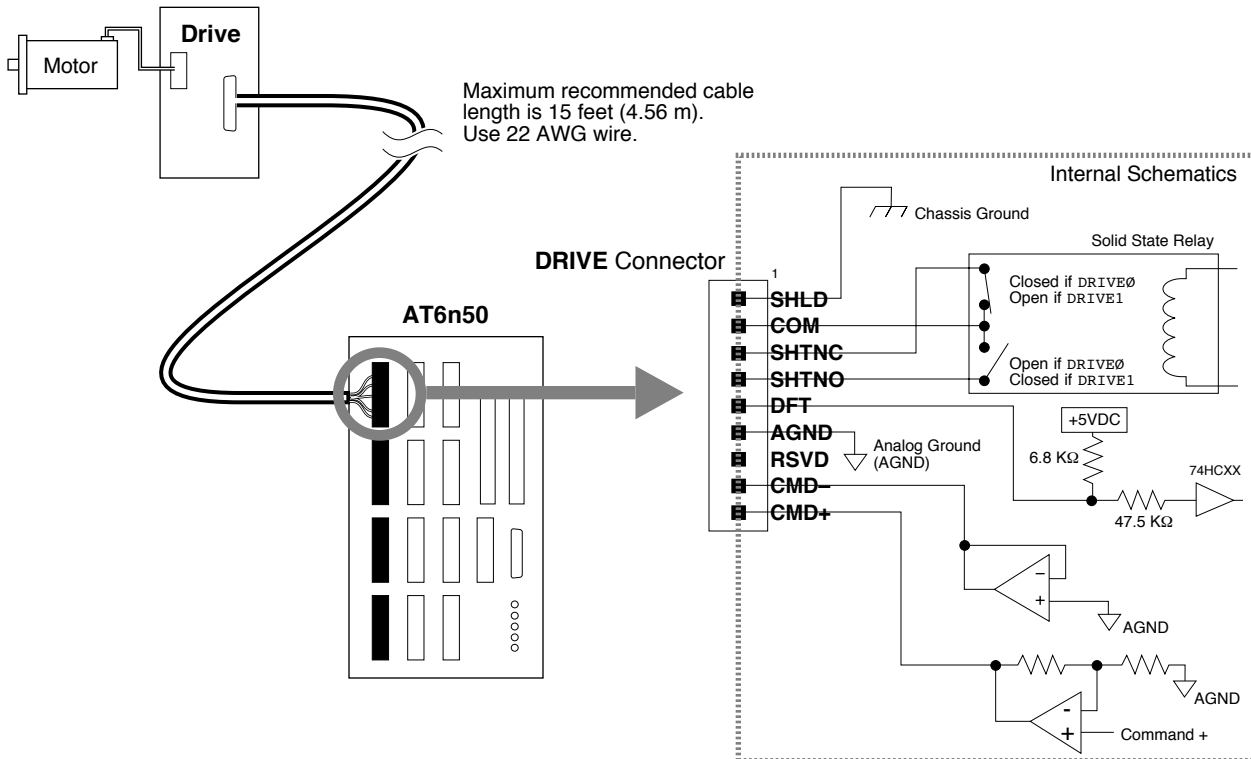 Drive
Motor
Maximum recommended cable
length is 15 feet (4.56 m).
Use 22 AWG wire.
Internal Schematics
Chassis Ground
Solid State Relay
DRIVE Connector
1
SHLD
COM
SHTNC
SHTNO
DFT
AGND
RSVD
CMD–
CMD+
Closed if DRIVEØ
Open if DRIVE1
Open if DRIVEØ
Closed if DRIVE1
AT6n50
+5VDC
Analog Ground
(AGND)
6.8 KΩ
74HCXX
47.5 KΩ
–
+
AGND
AGND
-
+
Command +